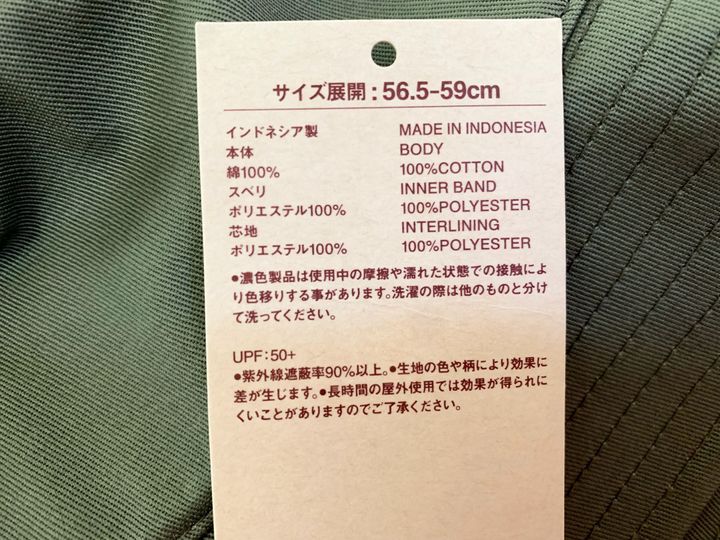 サイズ展開：56.5-59cm
インドネシア製 MADE IN INDONESIA
本体 BODY
綿100% 100%COTTON
スベリ INNER BAND
ポリエステル100% 100%POLYESTER
芯地 INTERLINING
ポリエステル100% 100%POLYESTER
●濃色製品は使用中の摩擦や濡れた状態での接触によ
り色移りする事があります。洗濯の際は他のものと分け
て洗ってください。
UPF：50+
●紫外線遮蔽率90%以上。●生地の色や柄により効果に
差が生じます。●長時間の屋外使用では効果が得られに
くいことがありますのでご了承ください。